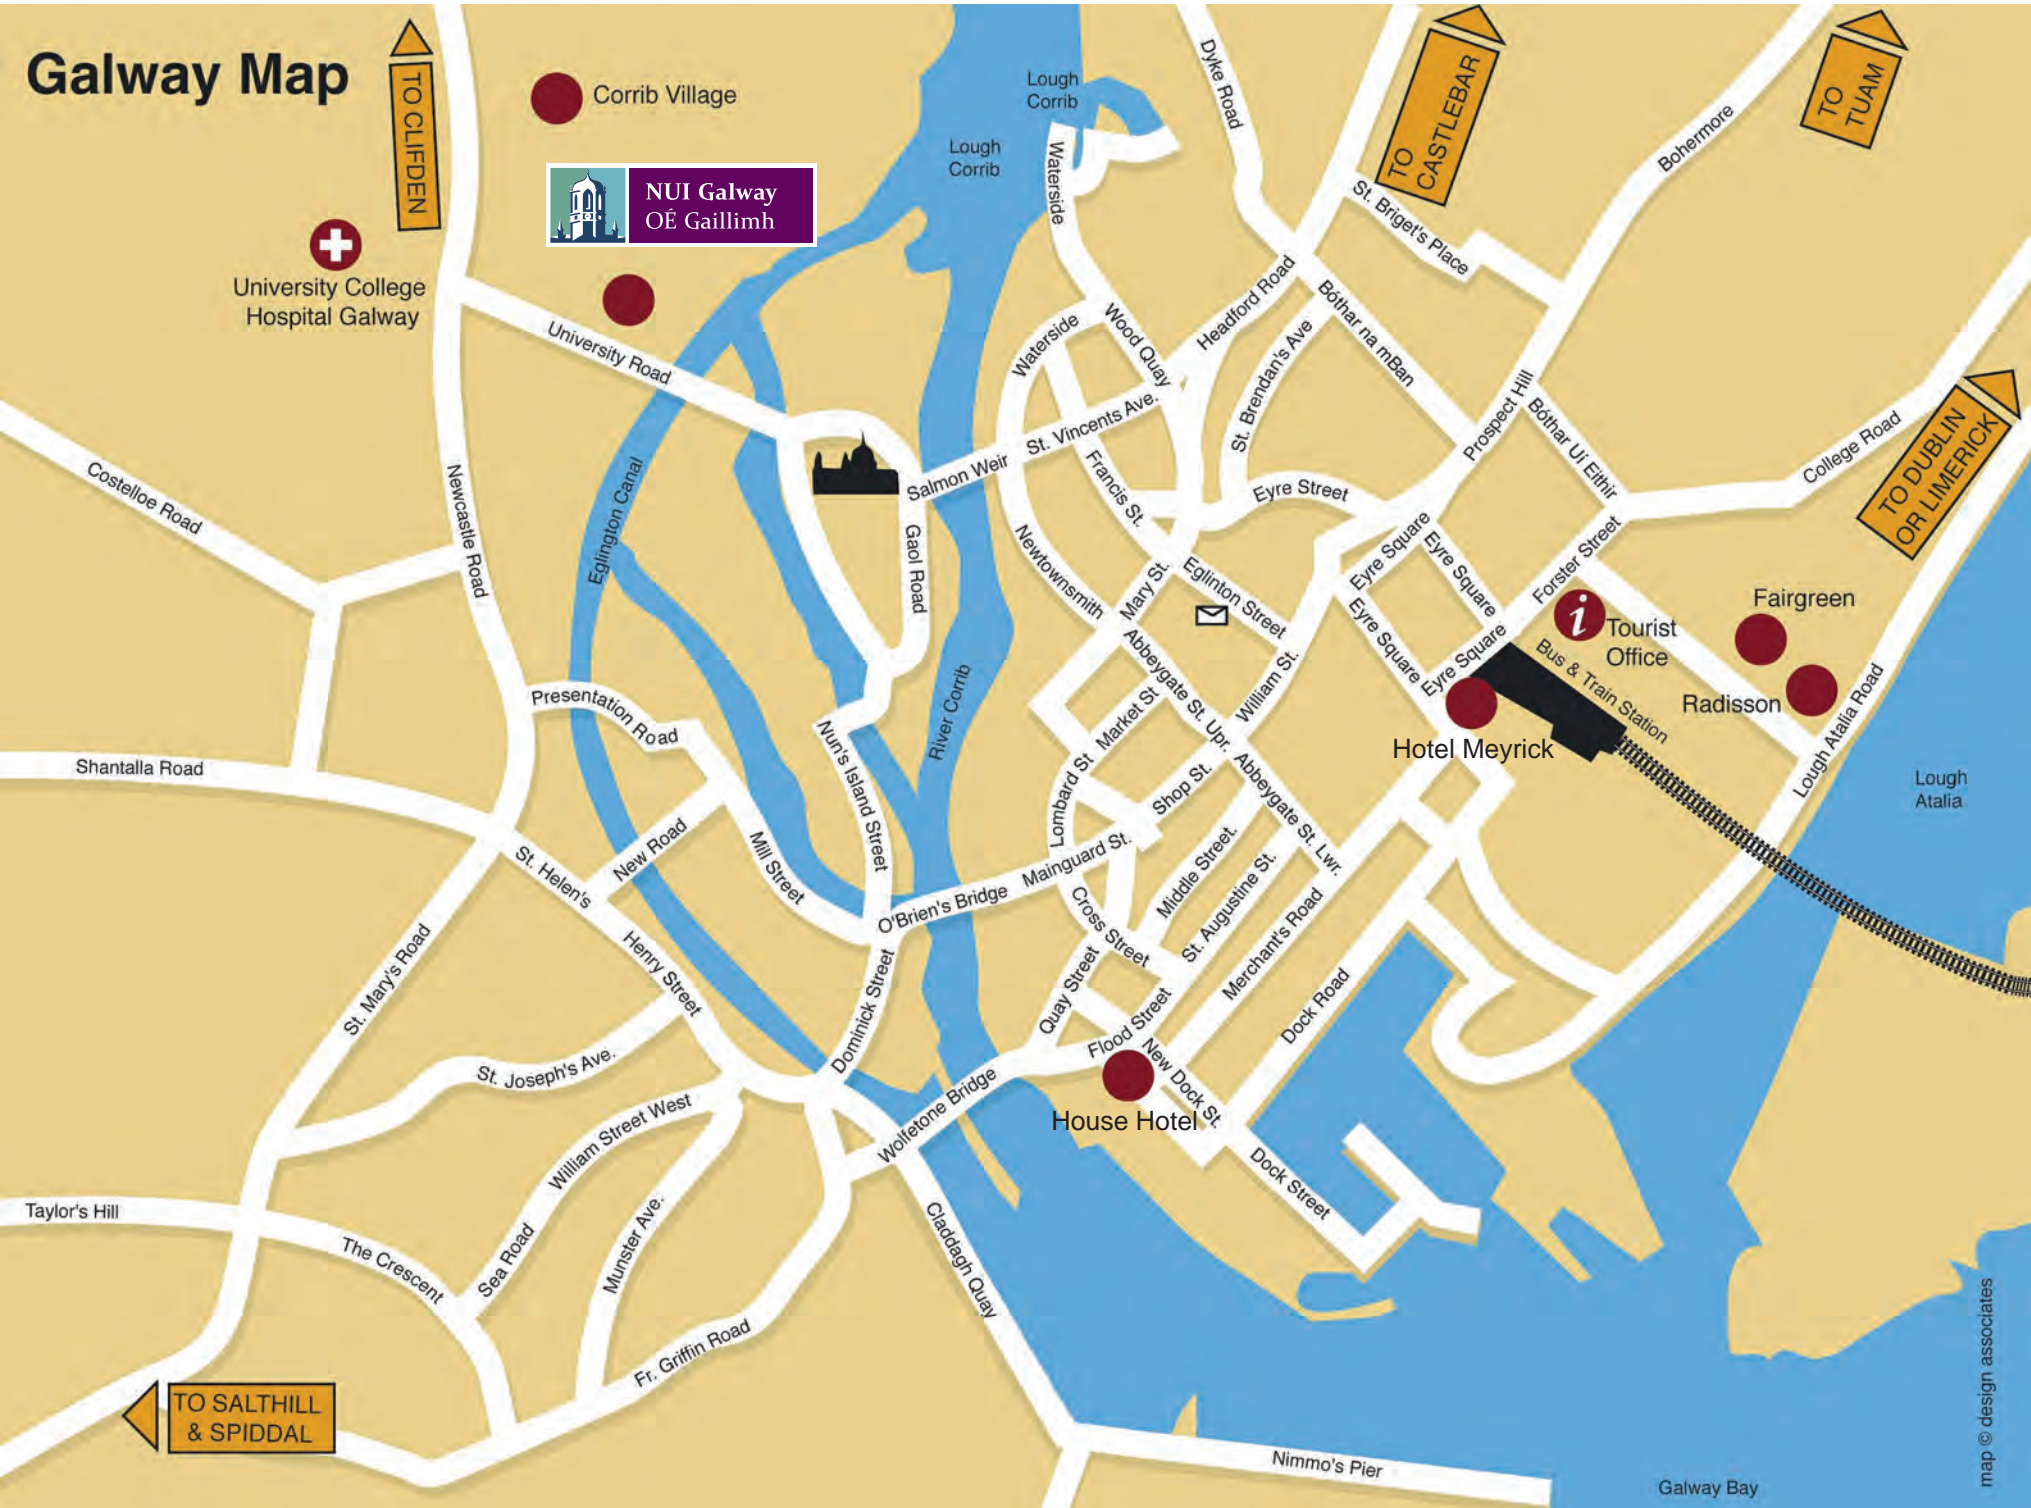 Galway Map
TO CLIFDEN
Corrib Village
NUI Galway
OÉ Gaillimh
University College
Hospital Galway
University Road
Lough
Corrib
Lough
Corrib
Waterside
Dyke Road
TO
CASTLEBAR
TO
TUAM
Bohermore
St. Briget's Place
Headford Road
Bóthar na mBan
Waterside
Wood Quay
St. Brendan's Ave
St. Vincents Ave.
Salmon Weir
Francis St.
Prospect Hill
Bóthar Uí Eithir
College Road
TO DUBLIN
OR LIMERICK
Eyre Street
Costelloe Road
Newcastle Road
Eglington Canal
Gaol Road
Newtownsmith
Mary St.
Eglinton Street
Eyre Square
Eyre Square
Eyre Square
Eyre Square
Forster Street
i
Tourist
Office
Fairgreen
Radisson
Bus & Train Station
Hotel Meyrick
Lough Atalia Road
Lough
Atalia
Presentation Road
Nun's Island Street
River Corrib
Abbeygate St. Upr.
William St.
Market St
Lombard St
Shop St.
Abbeygate St. Lwr.
Shantalla Road
St. Helen's
New Road
Mill Street
O'Brien's Bridge
Mainguard St.
Middle Street.
St. Augustine St.
Cross Street
Merchant's Road
St. Mary's Road
Henry Street
Dominick Street
Quay Street
Flood Street
Dock Road
New Dock St.
House Hotel
St. Joseph's Ave.
William Street West
Wolfetone Bridge
Dock Street
Taylor's Hill
The Crescent
Sea Road
Munster Ave.
Claddagh Quay
Fr. Griffin Road
TO SALTHILL
& SPIDDAL
Nimmo's Pier
Galway Bay
map © design associates